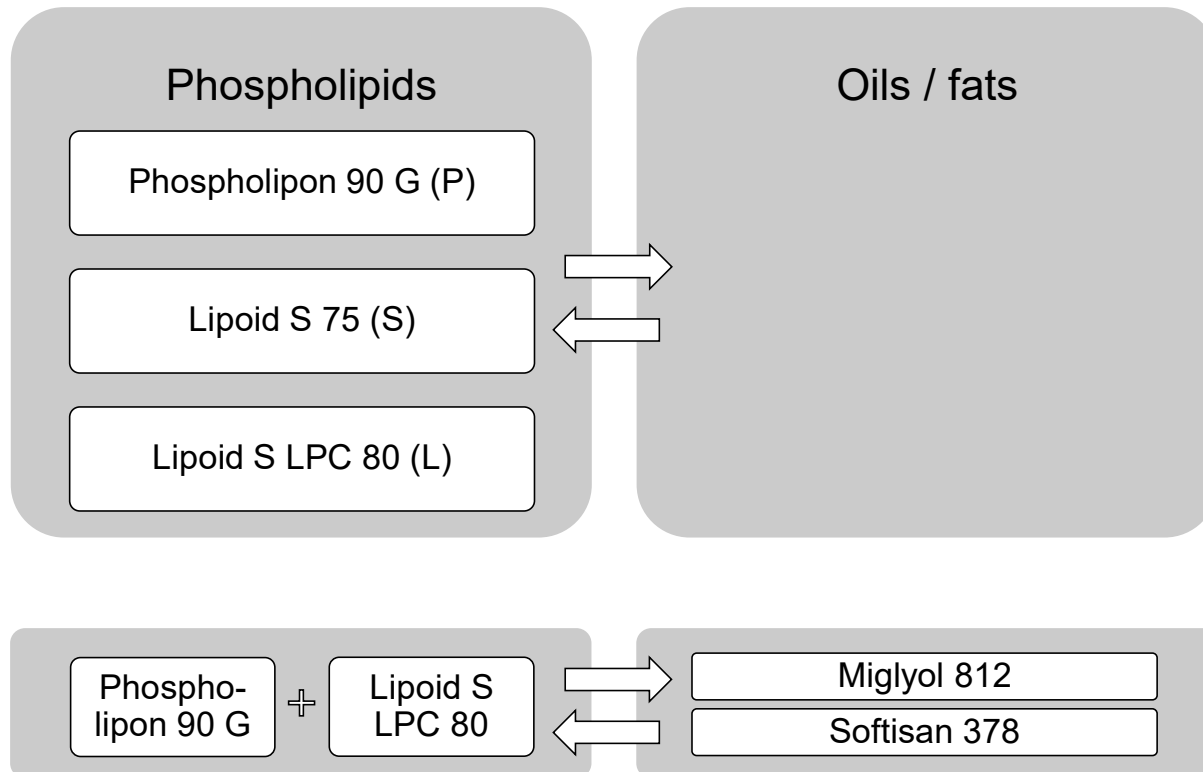 Phospholipids
Phospholipon 90 G (P)
Lipoid S 75 (S)
Lipoid S LPC 80 (L)
Oils / fats
Phospho-
lipon 90 G
Lipoid S
LPC 80
Miglyol 812
Softisan 378